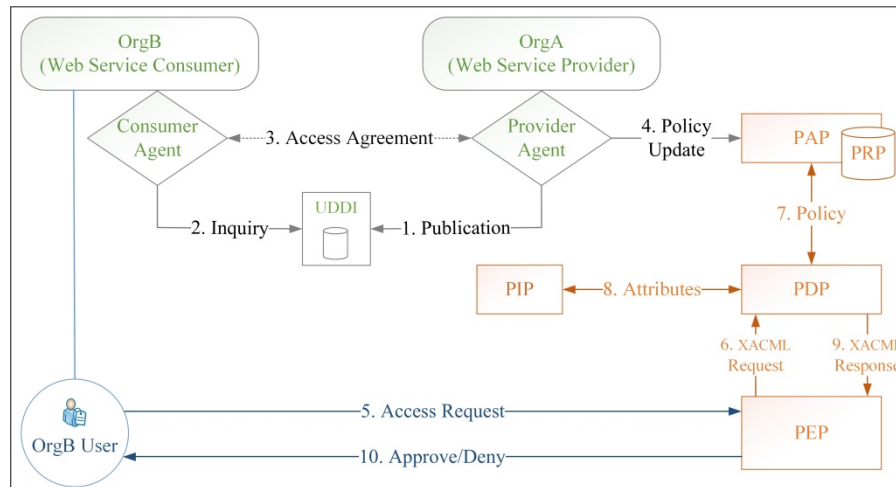 OrgB
(Web Service Consumer)
OrgA
(Web Service Provider)
Consumer
Agent
3. Access Agreement
Provider
Agent
4. Policy
Update
PAP
PRP
2. Inquiry
UDDI
1. Publication
7. Policy
PIP
8. Attributes
PDP
6. XACML
Request
9. XACML
Response
5. Access Request
OrgB User
PEP
10. Approve/Deny